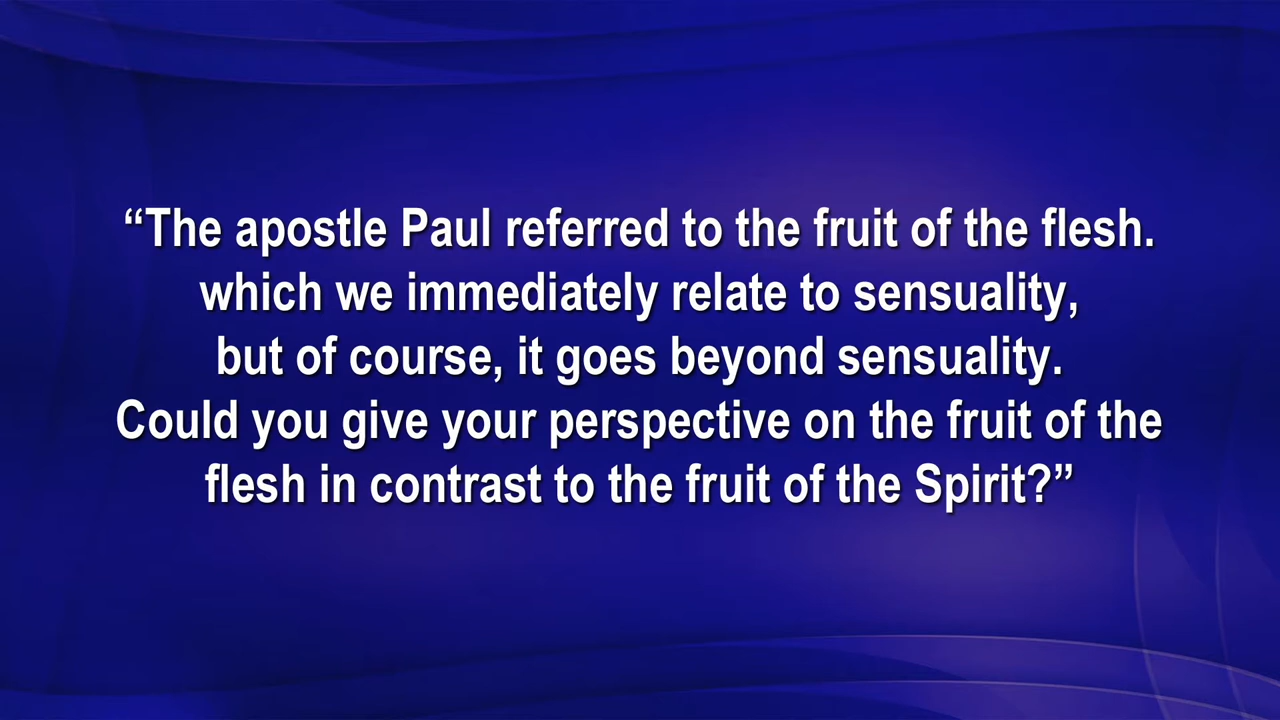 “The apostle Paul referred to the fruit of the flesh.
which we immediately relate to sensuality,
but of course, it goes beyond sensuality.
Could you give your perspective on the fruit of the
flesh in contrast to the fruit of the Spirit?”